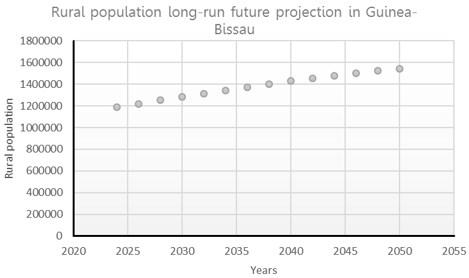 Rural population long-run future projection in Guinea-
Bissau
1800000
1600000
1400000
1200000
1000000
800000
600000
400000
200000
0
Rural population
2020 2025 2030 2035 2040 2045 2050 2055
Years